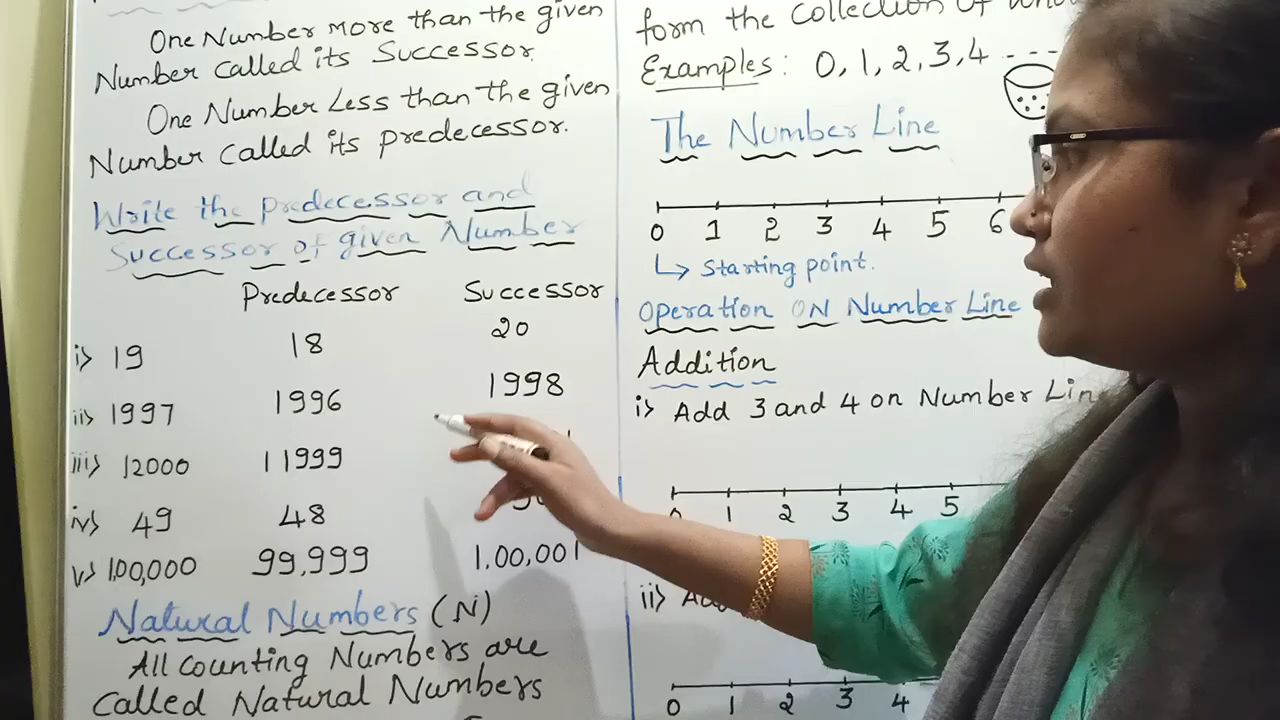 One Number more than the given
Number called its Successor.
One Number Less than the given
Number called its predecessor.
Write the predecessor and
Successor of given Number
Predecessor Successor
i> 19 18 20
ii> 1997 1996 1998
iii> 12000 11999
iv> 49 48
v> 1,00,000 99,999 1,00,001
Natural Numbers (N)
All counting Numbers are
Called Natural Numbers
form the collection of
Examples: 0, 1, 2, 3, 4 - - -
The Number Line
0 1 2 3 4 5 6
↳ Starting point.
Operation ON Number Line
Addition
i> Add 3 and 4 on Number Line
0 1 2 3 4 5
ii> Add
0 1 2 3 4